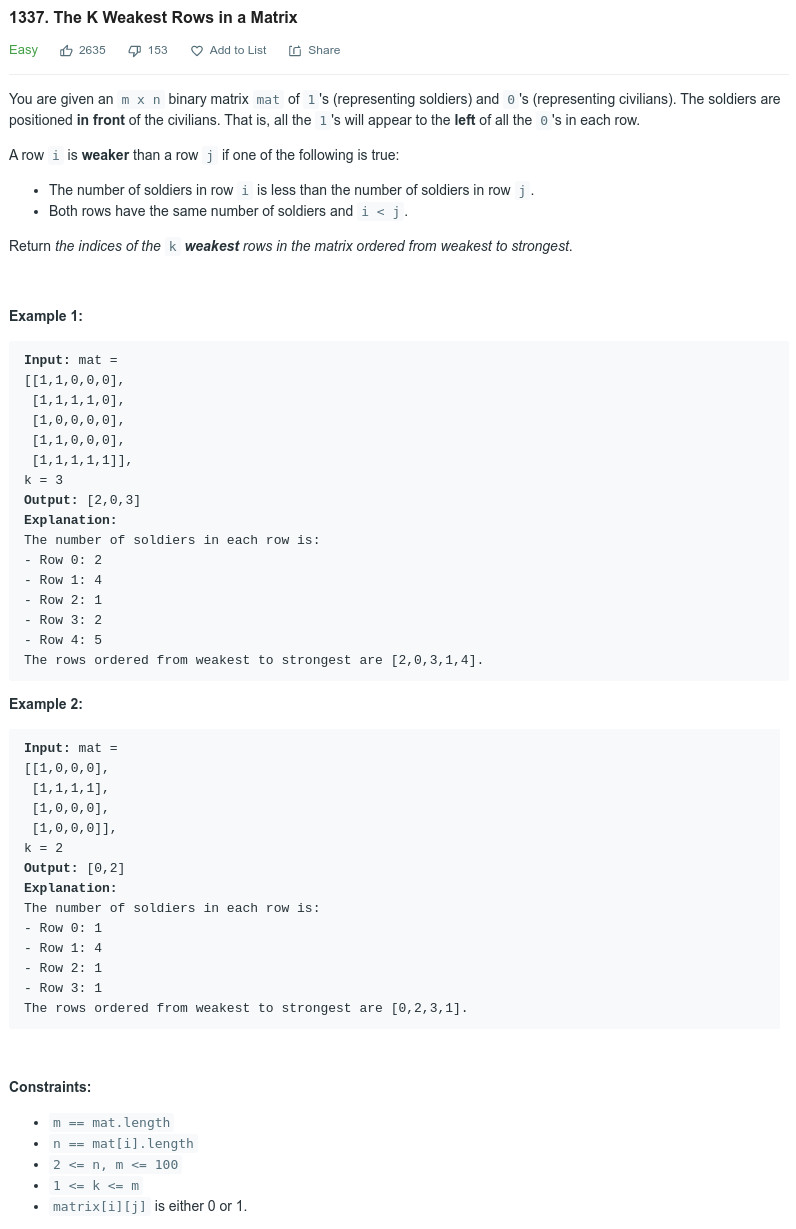 1337. The K Weakest Rows in a Matrix
Easy 2635 153 Add to List Share
You are given an m x n binary matrix mat of 1 's (representing soldiers) and 0 's (representing civilians). The soldiers are
positioned in front of the civilians. That is, all the 1 's will appear to the left of all the 0 's in each row.
A row i is weaker than a row j if one of the following is true:
• The number of soldiers in row i is less than the number of soldiers in row j .
• Both rows have the same number of soldiers and i < j .
Return the indices of the k weakest rows in the matrix ordered from weakest to strongest.
Example 1:
Input: mat =
[[1,1,0,0,0],
 [1,1,1,1,0],
 [1,0,0,0,0],
 [1,1,0,0,0],
 [1,1,1,1,1]],
k = 3
Output: [2,0,3]
Explanation:
The number of soldiers in each row is:
- Row 0: 2
- Row 1: 4
- Row 2: 1
- Row 3: 2
- Row 4: 5
The rows ordered from weakest to strongest are [2,0,3,1,4].
Example 2:
Input: mat =
[[1,0,0,0],
 [1,1,1,1],
 [1,0,0,0],
 [1,0,0,0]],
k = 2
Output: [0,2]
Explanation:
The number of soldiers in each row is:
- Row 0: 1
- Row 1: 4
- Row 2: 1
- Row 3: 1
The rows ordered from weakest to strongest are [0,2,3,1].
Constraints:
• m == mat.length
• n == mat[i].length
• 2 <= n, m <= 100
• 1 <= k <= m
• matrix[i][j] is either 0 or 1.